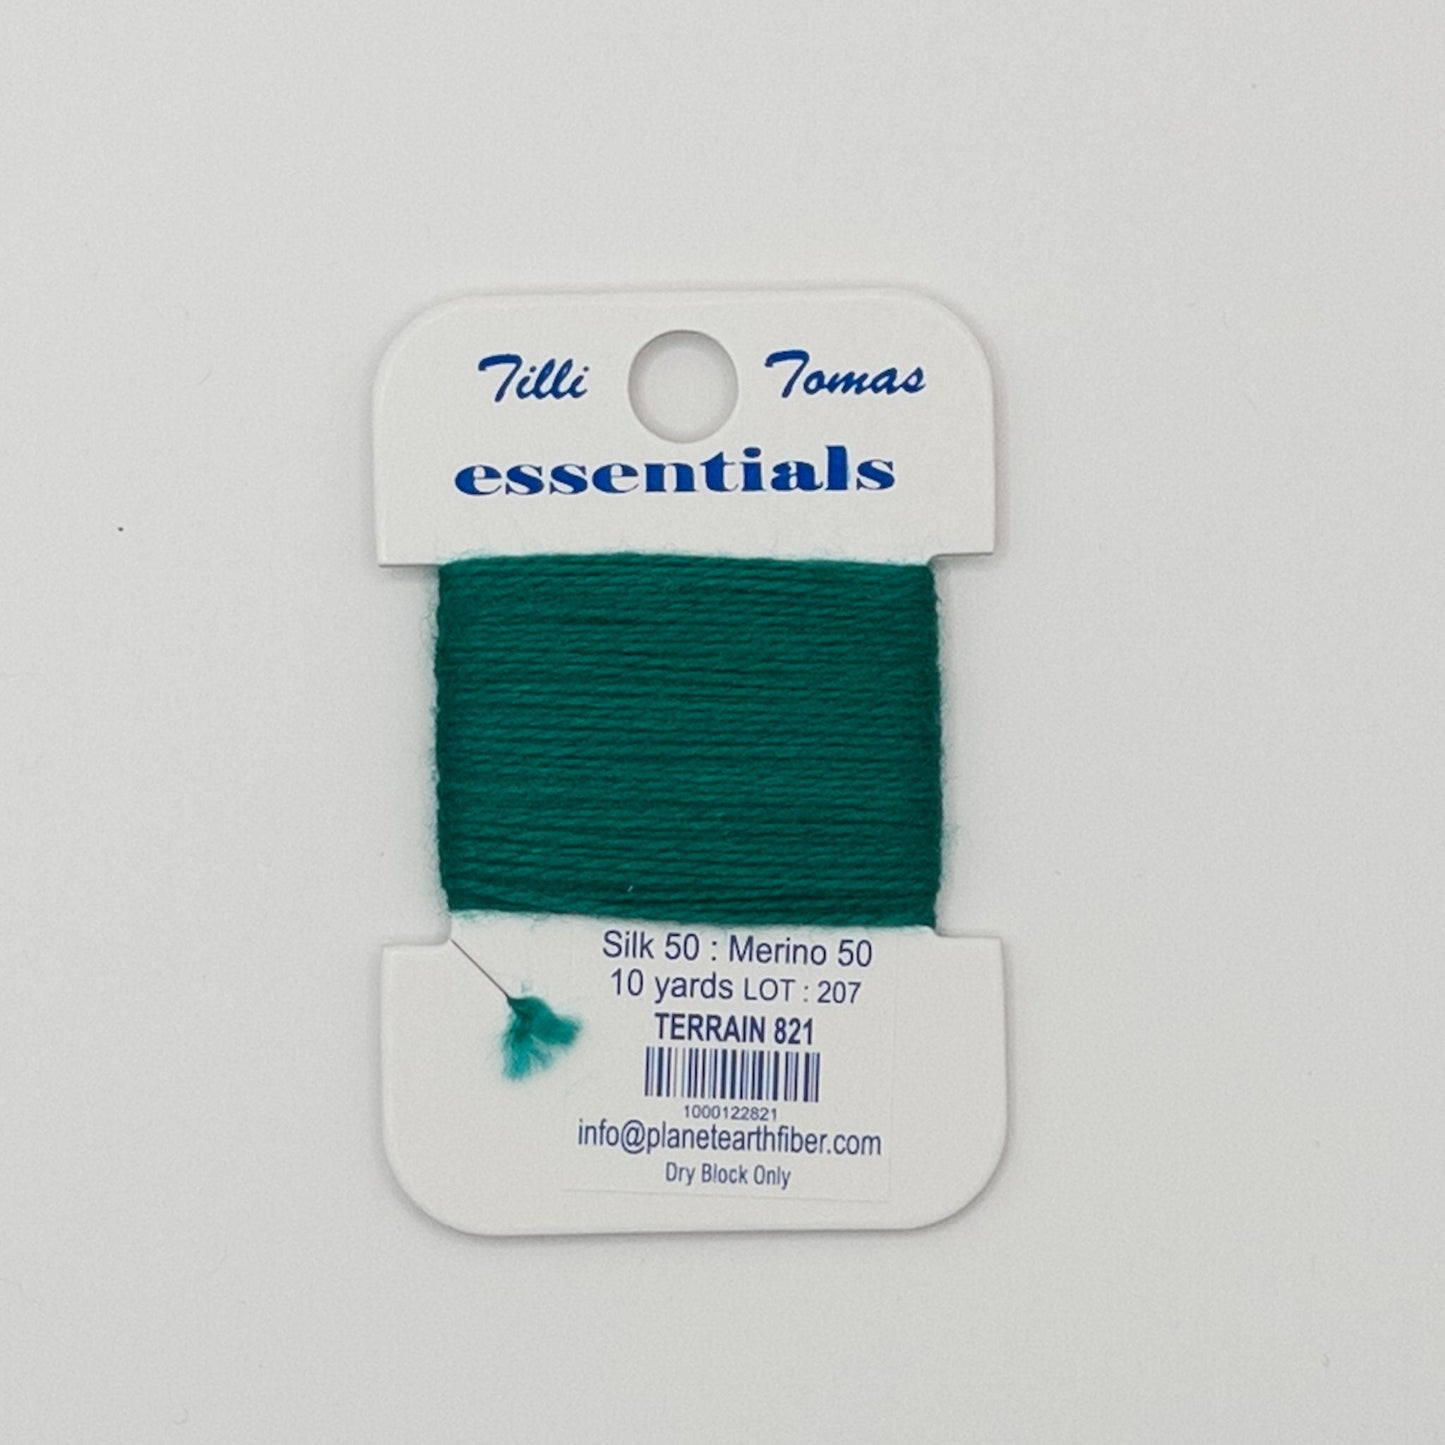 Tilli Tomas
essentials
Silk 50 : Merino 50
10 yards LOT : 207
TERRAIN 821
1000122821
info@planetearthfiber.com
Dry Block Only